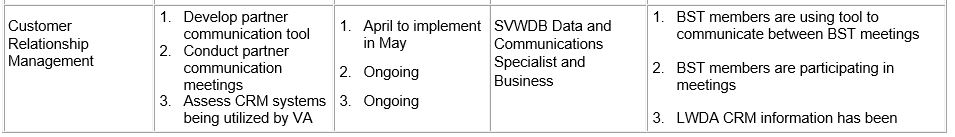 Customer
Relationship
Management
1. Develop partner
communication tool
2. Conduct partner
communication
meetings
3. Assess CRM systems
being utilized by VA
1. April to implement
in May
2. Ongoing
3. Ongoing
SVWDB Data and
Communications
Specialist and
Business
1. BST members are using tool to
communicate between BST meetings
2. BST members are participating in
meetings
3. LWDA CRM information has been